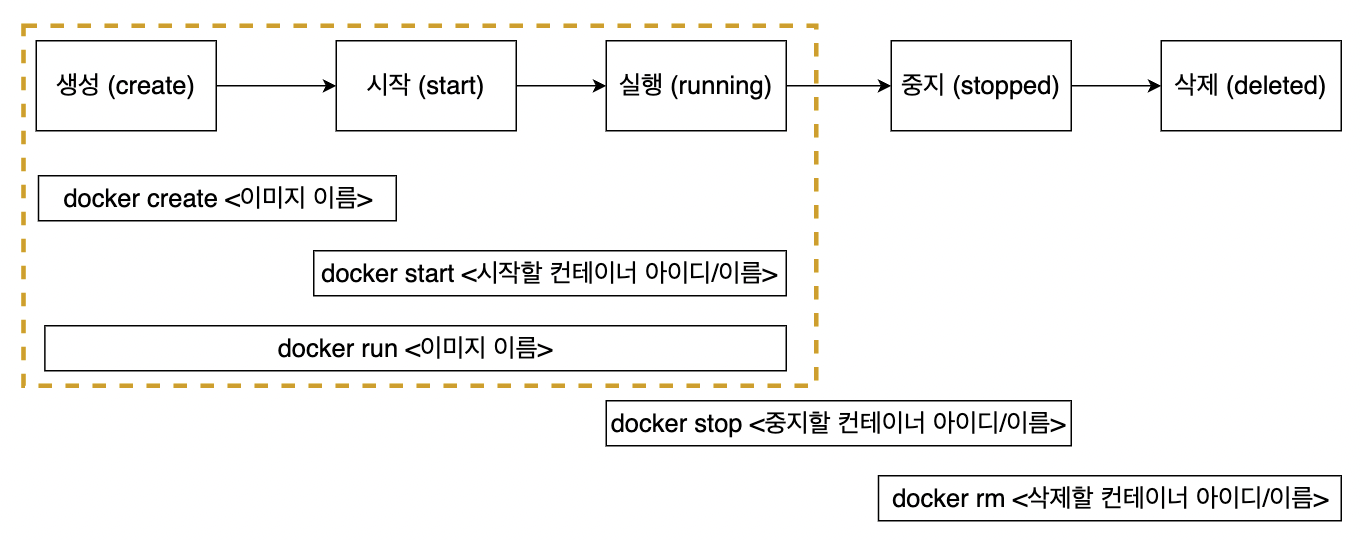 생성 (create)
시작 (start)
실행 (running)
중지 (stopped)
삭제 (deleted)
docker create <이미지 이름>
docker start <시작할 컨테이너 아이디/이름>
docker run <이미지 이름>
docker stop <중지할 컨테이너 아이디/이름>
docker rm <삭제할 컨테이너 아이디/이름>